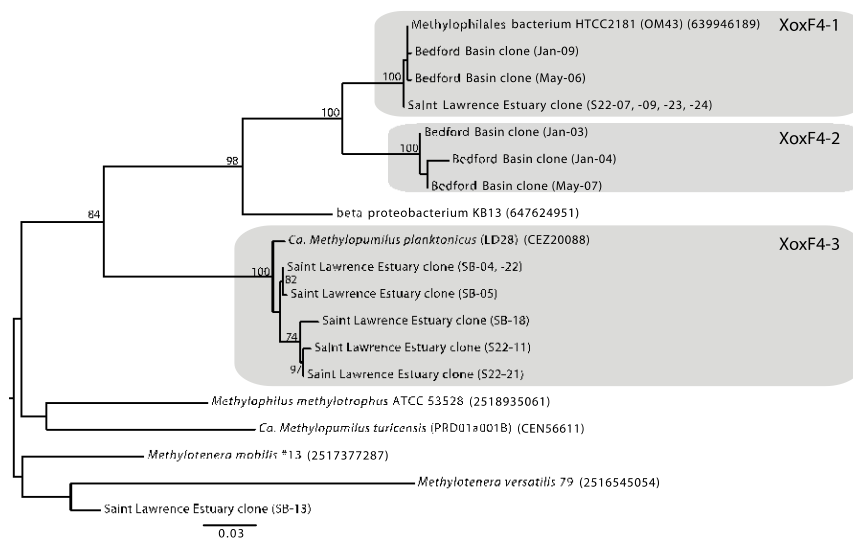 Methylophilales bacterium HTCC2181 (OM43) (639946189) XoxF4-1
Bedford Basin clone (Jan-09)
100 Bedford Basin clone (May-06)
Saint Lawrence Estuary clone (S22-07, -09, -23, -24)
100
Bedford Basin clone (Jan-03) XoxF4-2
100 Bedford Basin clone (Jan-04)
98
Bedford Basin clone (May-07)
84 beta proteobacterium KB13 (647624951)
Ca. Methylopumilus planktonicus (LD28) (CEZ20088) XoxF4-3
100 Saint Lawrence Estuary clone (SB-04, -22)
82
Saint Lawrence Estuary clone (SB-05)
Saint Lawrence Estuary clone (SB-18)
74
Saint Lawrence Estuary clone (S22-11)
97 Saint Lawrence Estuary clone (S22-21)
Methylophilus methylotrophus ATCC 53528 (2518935061)
Ca. Methylopumilus turicensis (PRD01a001B) (CEN56611)
Methylotenera mobilis #13 (2517377287)
Methylotenera versatilis 79 (2516545054)
Saint Lawrence Estuary clone (SB-13)
0.03